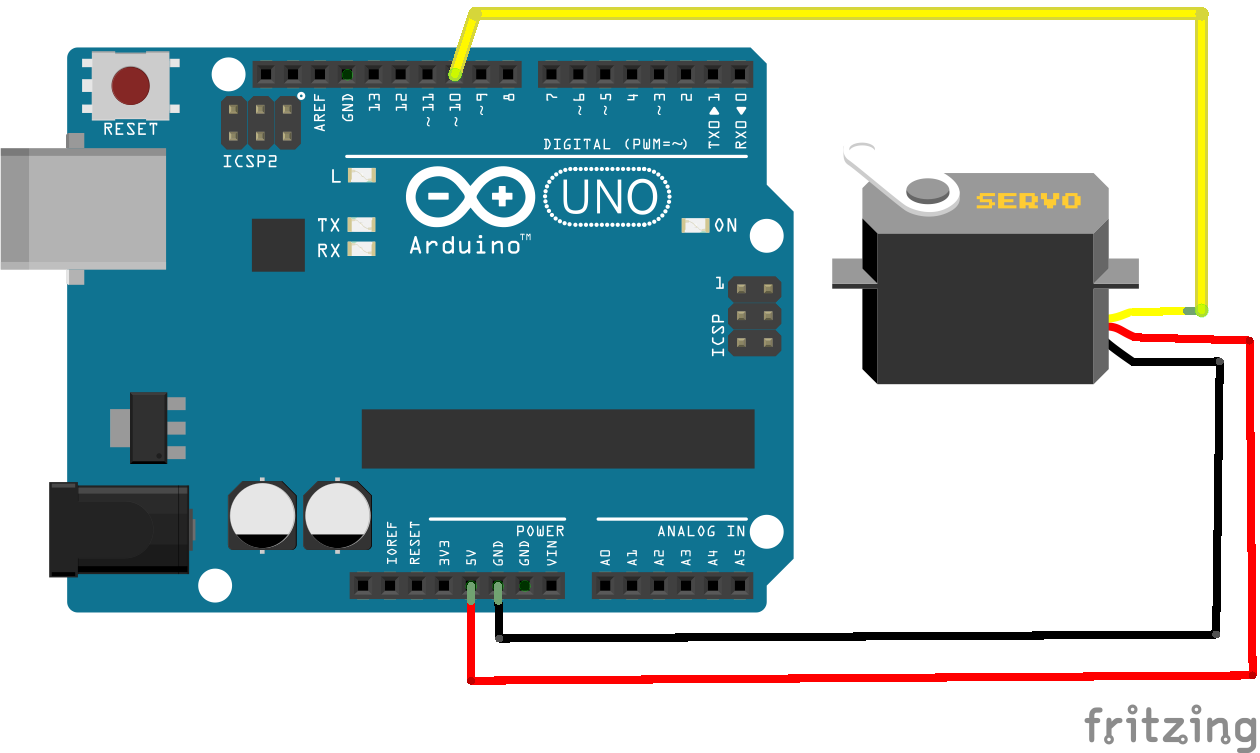 RESET
ICSP2
AREF
GND
13
12
~11
~10
~9
8
7
~6
~5
4
~3
2
TX0▶1
RX0◀0
DIGITAL (PWM=~)
L
TX
RX
UNO
Arduino™
ON
SERVO
1
ICSP
IOREF
RESET
3V3
5V
GND
GND
VIN
POWER
ANALOG IN
A0
A1
A2
A3
A4
A5
fritzing